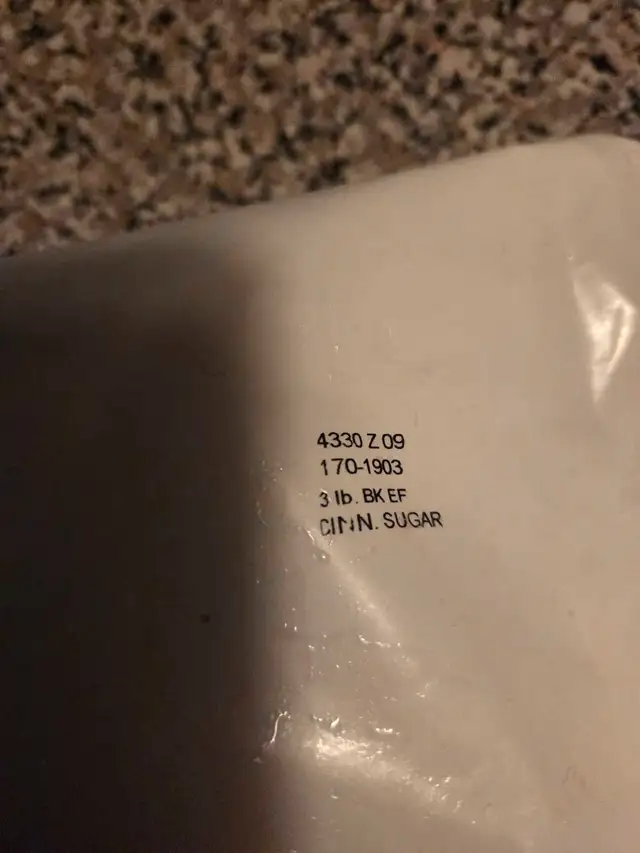 4330 Z 09
170-1903
3 lb. BK EF
CINN. SUGAR